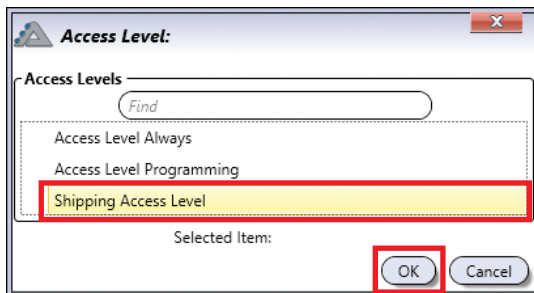 Access Level:
Access Levels
Find
Access Level Always
Access Level Programming
Shipping Access Level
Selected Item:
OK Cancel